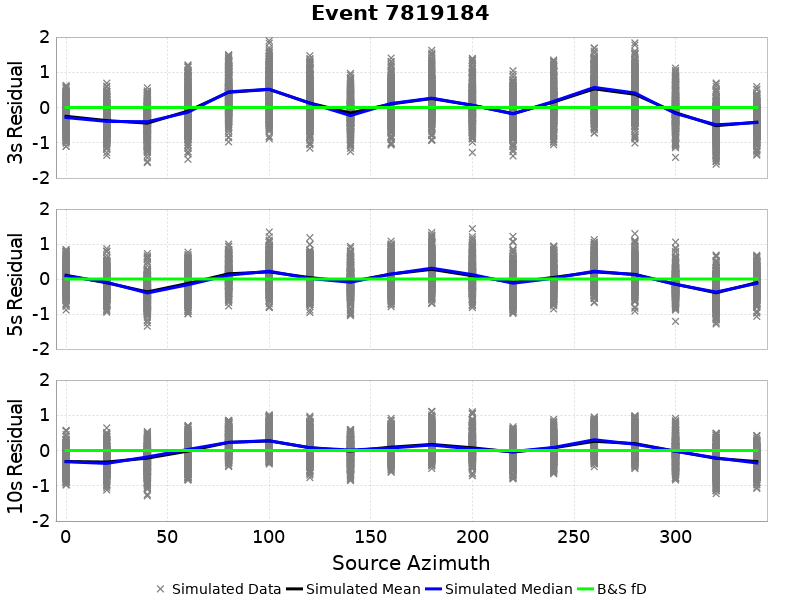 Event 7819184
2
1
0
-1
-2
3s Residual
2
1
0
-1
-2
5s Residual
2
1
0
-1
-2
10s Residual
0 50 100 150 200 250 300
Source Azimuth
Simulated Data Simulated Mean Simulated Median B&S fD